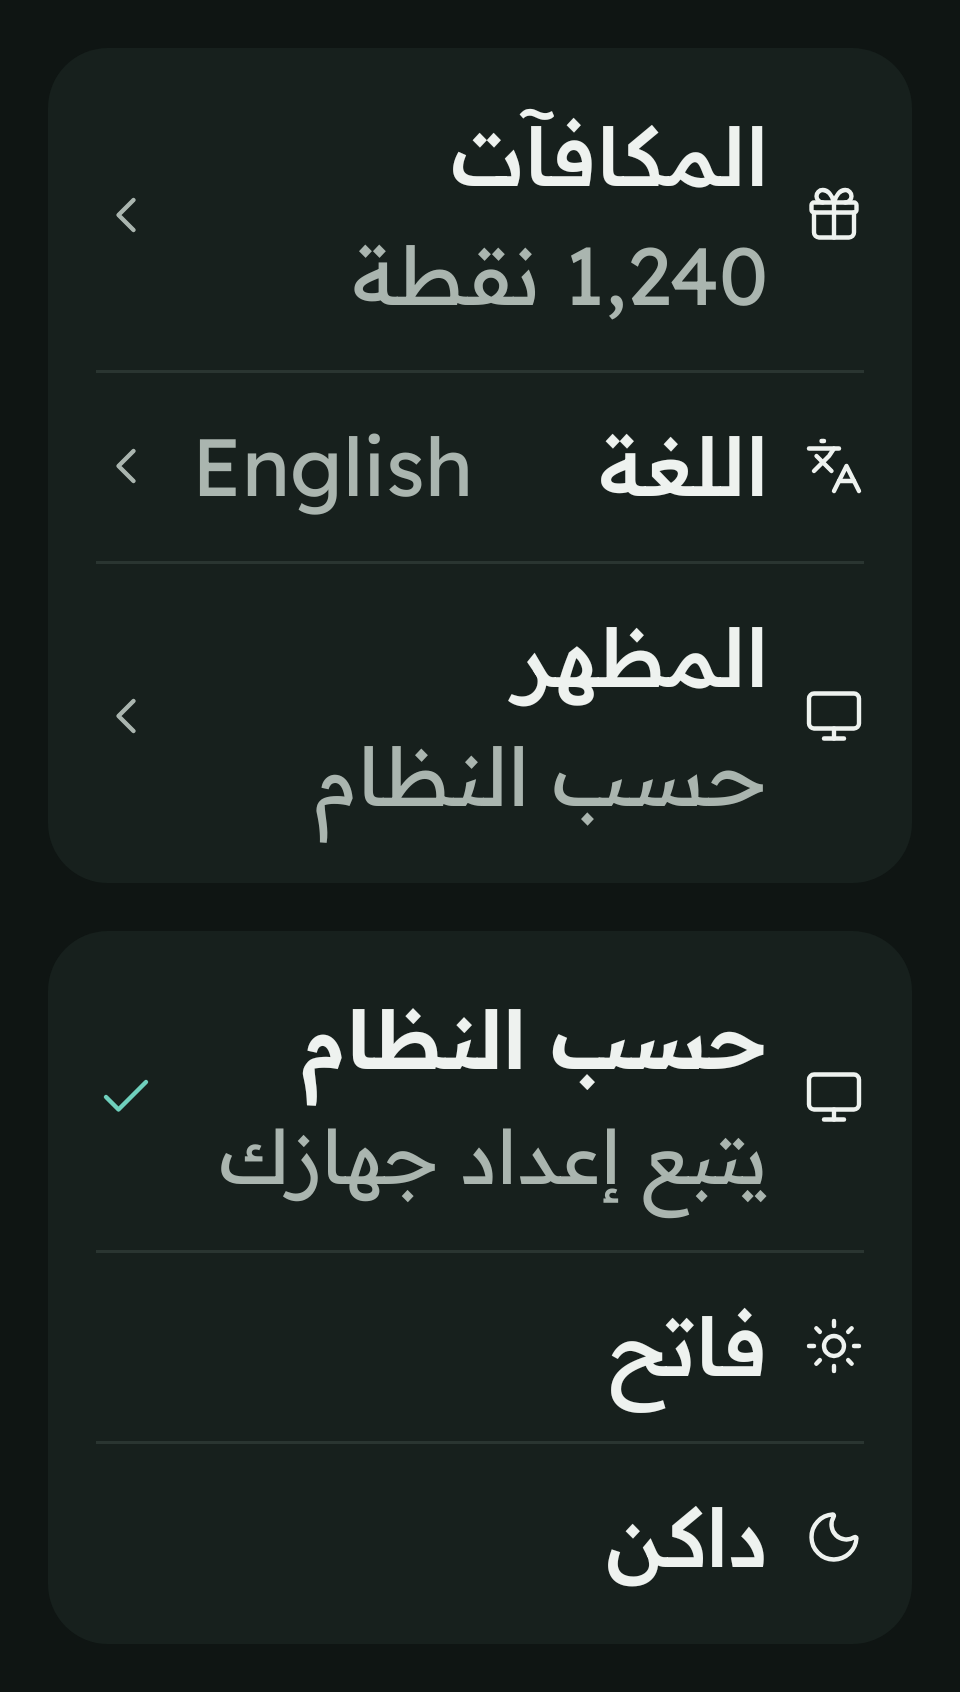 المكافآت
1,240 نقطة
اللغة English
المظهر
حسب النظام
حسب النظام
يتبع إعداد جهازك
فاتح
داكن